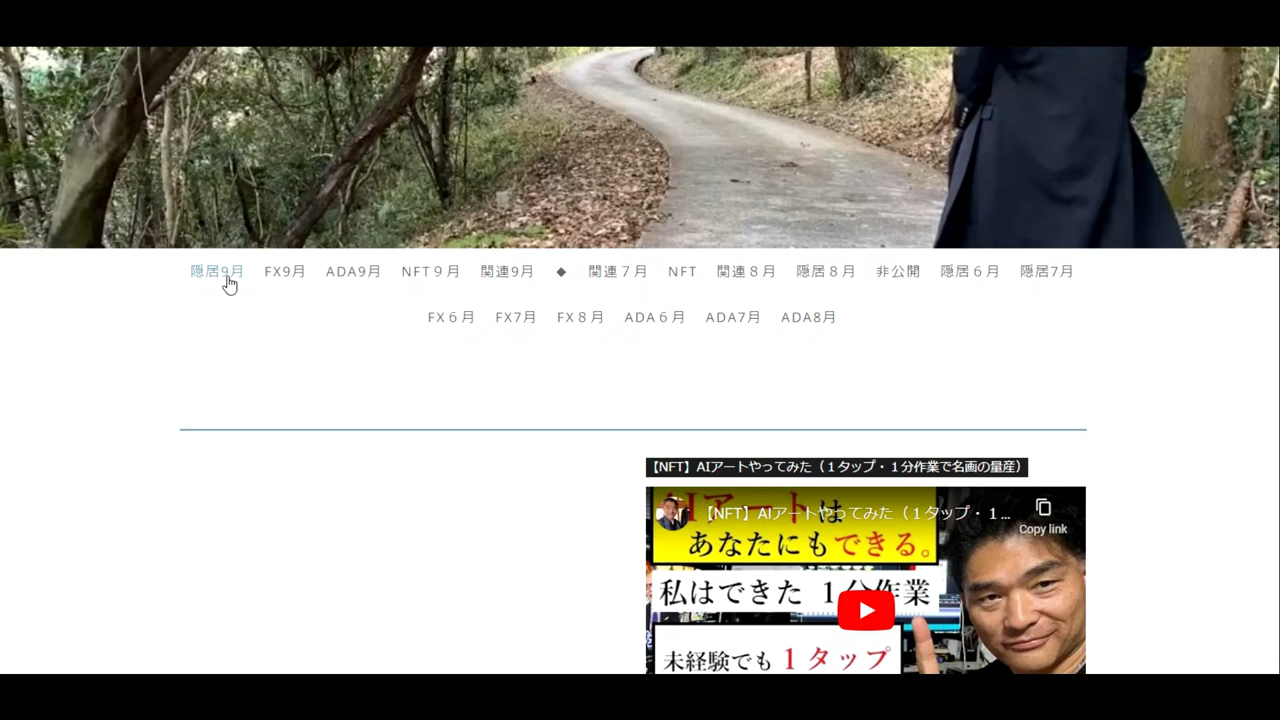 隠居9月 FX9月 ADA9月 NFT９月 関連9月 ◆ 関連７月 NFT 関連８月 隠居８月 非公開 隠居６月 隠居7月
FX６月 FX7月 FX８月 ADA６月 ADA7月 ADA8月
【NFT】AIアートやってみた（１タップ・１分作業で名画の量産）
【NFT】AIアートやってみた（１タップ・１...
Copy link
AIアートは
あなたにもできる。
私はできた １分作業
未経験でも １タップ